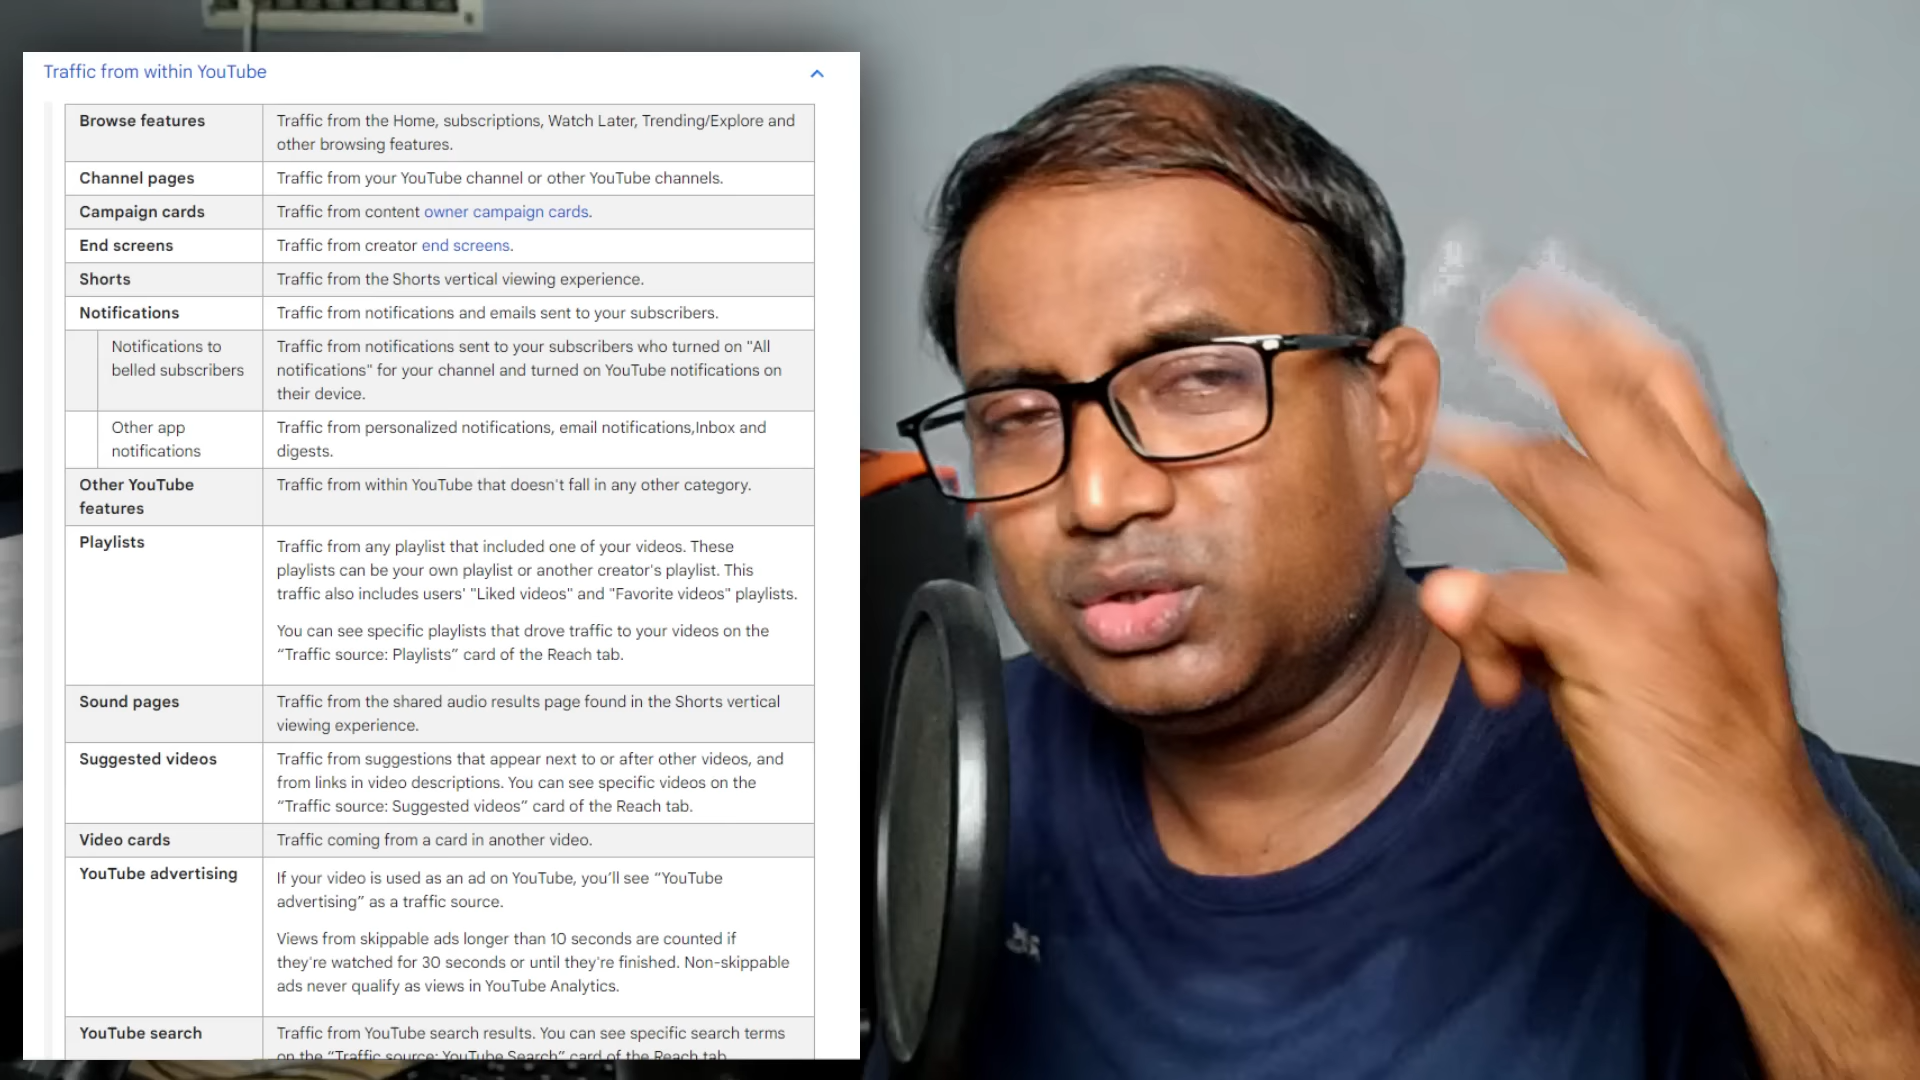 Traffic from within YouTube
Browse features
Traffic from the Home, subscriptions, Watch Later, Trending/Explore and
other browsing features.
Channel pages
Traffic from your YouTube channel or other YouTube channels.
Campaign cards
Traffic from content owner campaign cards.
End screens
Traffic from creator end screens.
Shorts
Traffic from the Shorts vertical viewing experience.
Notifications
Traffic from notifications and emails sent to your subscribers.
Notifications to
belled subscribers
Traffic from notifications sent to your subscribers who turned on "All
notifications" for your channel and turned on YouTube notifications on
their device.
Other app
notifications
Traffic from personalized notifications, email notifications,Inbox and
digests.
Other YouTube
features
Traffic from within YouTube that doesn't fall in any other category.
Playlists
Traffic from any playlist that included one of your videos. These
playlists can be your own playlist or another creator's playlist. This
traffic also includes users' "Liked videos" and "Favorite videos" playlists.
You can see specific playlists that drove traffic to your videos on the
“Traffic source: Playlists” card of the Reach tab.
Sound pages
Traffic from the shared audio results page found in the Shorts vertical
viewing experience.
Suggested videos
Traffic from suggestions that appear next to or after other videos, and
from links in video descriptions. You can see specific videos on the
“Traffic source: Suggested videos” card of the Reach tab.
Video cards
Traffic coming from a card in another video.
YouTube advertising
If your video is used as an ad on YouTube, you’ll see “YouTube
advertising” as a traffic source.
Views from skippable ads longer than 10 seconds are counted if
they're watched for 30 seconds or until they're finished. Non-skippable
ads never qualify as views in YouTube Analytics.
YouTube search
Traffic from YouTube search results. You can see specific search terms
on the “Traffic source: YouTube Search” card of the Reach tab